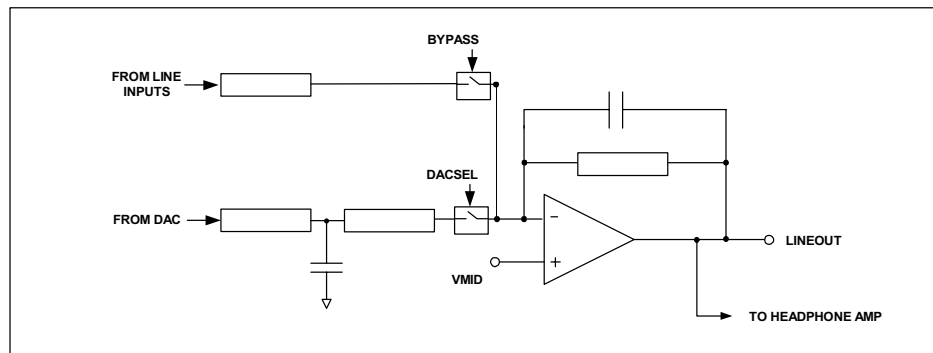 BYPASS
FROM LINE
INPUTS
DACSEL
FROM DAC
−
+
VMID
LINEOUT
TO HEADPHONE AMP